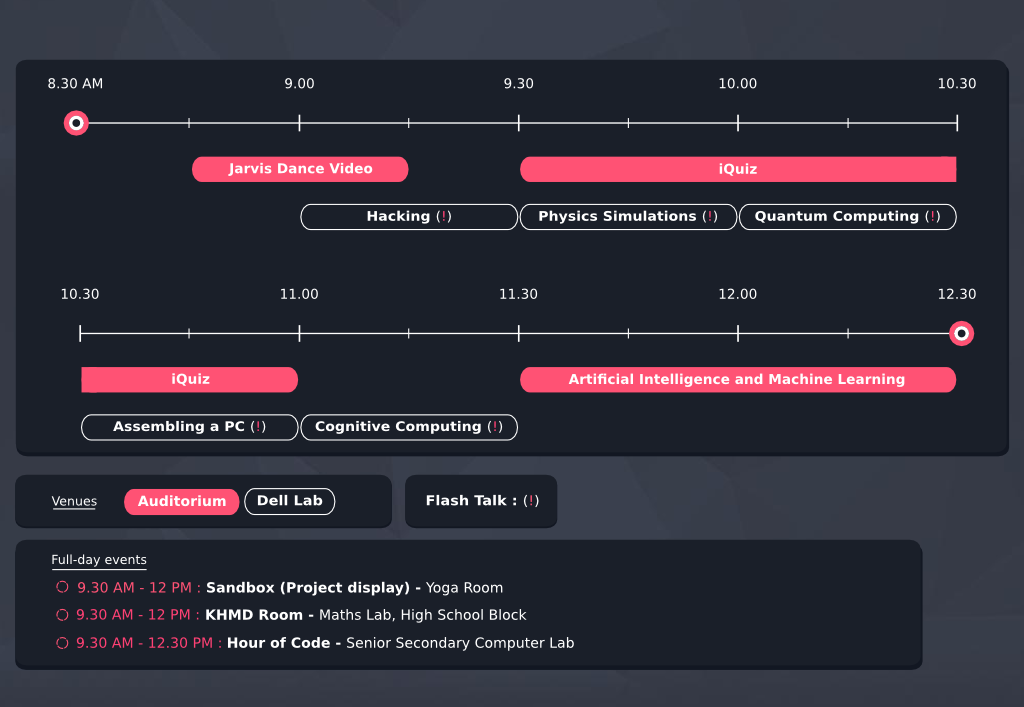 8.30 AM 9.00 9.30 10.00 10.30
Jarvis Dance Video iQuiz
Hacking (!) Physics Simulations (!) Quantum Computing (!)
10.30 11.00 11.30 12.00 12.30
iQuiz Artificial Intelligence and Machine Learning
Assembling a PC (!) Cognitive Computing (!)
Venues Auditorium Dell Lab Flash Talk : (!)
Full-day events
9.30 AM - 12 PM : Sandbox (Project display) - Yoga Room
9.30 AM - 12 PM : KHMD Room - Maths Lab, High School Block
9.30 AM - 12.30 PM : Hour of Code - Senior Secondary Computer Lab